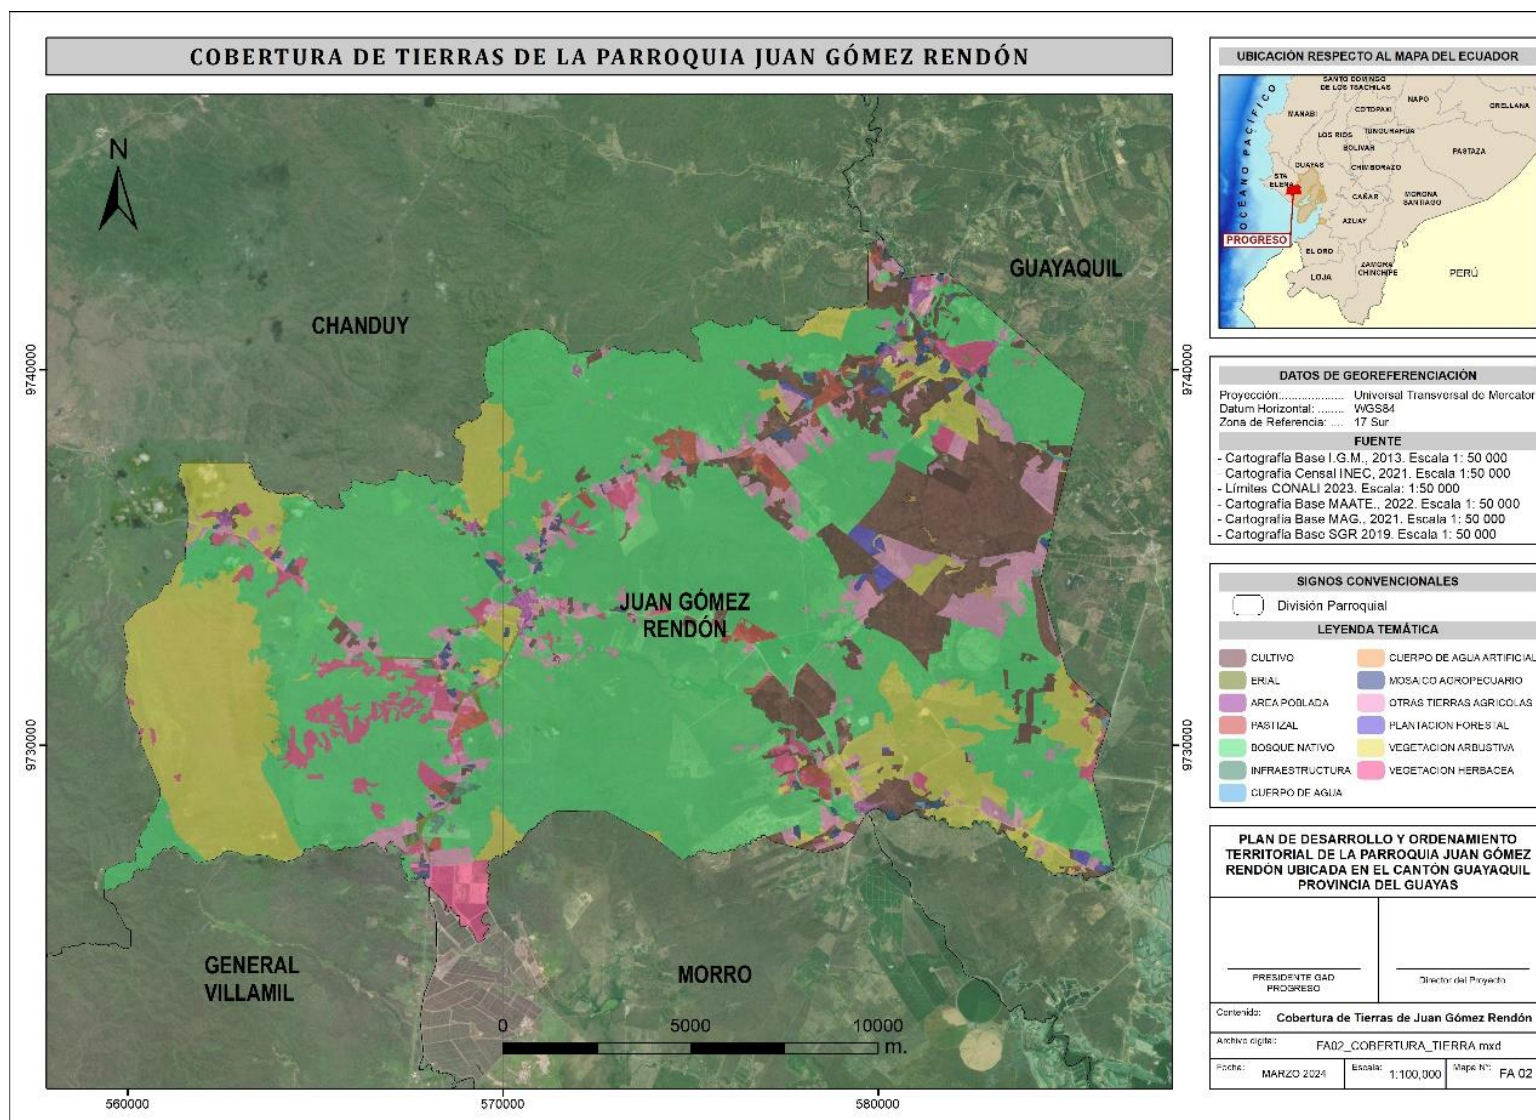 COBERTURA DE TIERRAS DE LA PARROQUIA JUAN GÓMEZ RENDÓN
N
CHANDUY
GUAYAQUIL
JUAN GÓMEZ
RENDÓN
GENERAL
VILLAMIL
MORRO
0 5000 10000
m.
9740000
9730000
9740000
9730000
560000 570000 580000
UBICACIÓN RESPECTO AL MAPA DEL ECUADOR
OCÉANO PACÍFICO
SANTO DOMINGO
DE LOS TSACHILAS
NAPO
ORELLANA
MANABI
COTOPAXI
LOS RIOS
TUNGURAHUA
BOLIVAR
PASTAZA
GUAYAS
CHIMBORAZO
STA
ELENA
CAÑAR
MORONA
SANTIAGO
AZUAY
PROGRESO
EL ORO
ZAMORA
CHINCHIPE
LOJA
PERÚ
DATOS DE GEOREFERENCIACIÓN
Proyección:................... Universal Transversal de Mercator
Datum Horizontal: ........ WGS84
Zona de Referencia: .... 17 Sur
FUENTE
- Cartografía Base I.G.M., 2013. Escala 1: 50 000
- Cartografía Censal INEC, 2021. Escala 1:50 000
- Límites CONALI 2023. Escala: 1:50 000
- Cartografía Base MAATE., 2022. Escala 1: 50 000
- Cartografía Base MAG., 2021. Escala 1: 50 000
- Cartografía Base SGR 2019. Escala 1: 50 000
SIGNOS CONVENCIONALES
División Parroquial
LEYENDA TEMÁTICA
CULTIVO
ERIAL
AREA POBLADA
PASTIZAL
BOSQUE NATIVO
INFRAESTRUCTURA
CUERPO DE AGUA
CUERPO DE AGUA ARTIFICIAL
MOSAICO AGROPECUARIO
OTRAS TIERRAS AGRICOLAS
PLANTACION FORESTAL
VEGETACION ARBUSTIVA
VEGETACION HERBACEA
PLAN DE DESARROLLO Y ORDENAMIENTO
TERRITORIAL DE LA PARROQUIA JUAN GÓMEZ
RENDÓN UBICADA EN EL CANTÓN GUAYAQUIL
PROVINCIA DEL GUAYAS
PRESIDENTE GAD
PROGRESO
Director del Proyecto
Contenido: Cobertura de Tierras de Juan Gómez Rendón
Archivo digital: FA02_COBERTURA_TIERRA.mxd
Fecha: MARZO 2024 Escala: 1:100,000 Mapa N°: FA 02